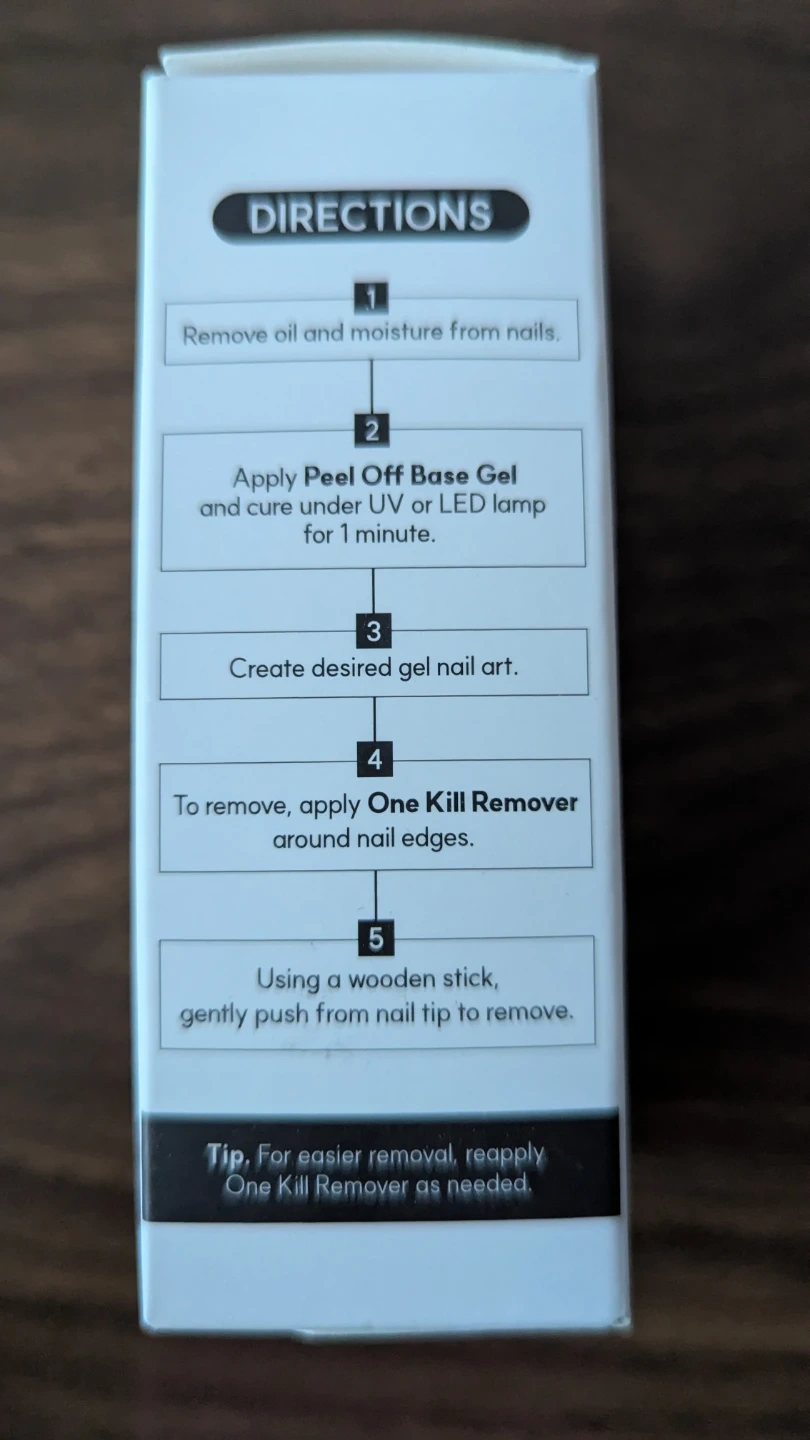 DIRECTIONS
1
Remove oil and moisture from nails.
2
Apply Peel Off Base Gel
and cure under UV or LED lamp
for 1 minute.
3
Create desired gel nail art.
4
To remove, apply One Kill Remover
around nail edges.
5
Using a wooden stick,
gently push from nail tip to remove.
Tip. For easier removal, reapply
One Kill Remover as needed.